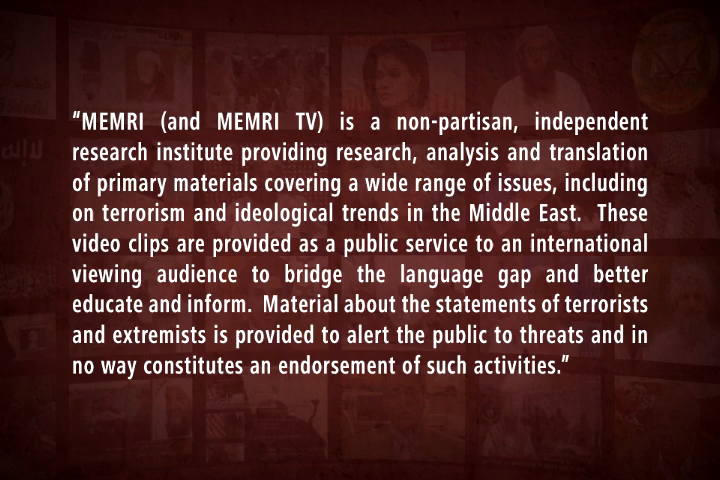 “MEMRI (and MEMRI TV) is a non-partisan, independent
research institute providing research, analysis and translation
of primary materials covering a wide range of issues, including
on terrorism and ideological trends in the Middle East. These
video clips are provided as a public service to an international
viewing audience to bridge the language gap and better
educate and inform. Material about the statements of terrorists
and extremists is provided to alert the public to threats and in
no way constitutes an endorsement of such activities.”